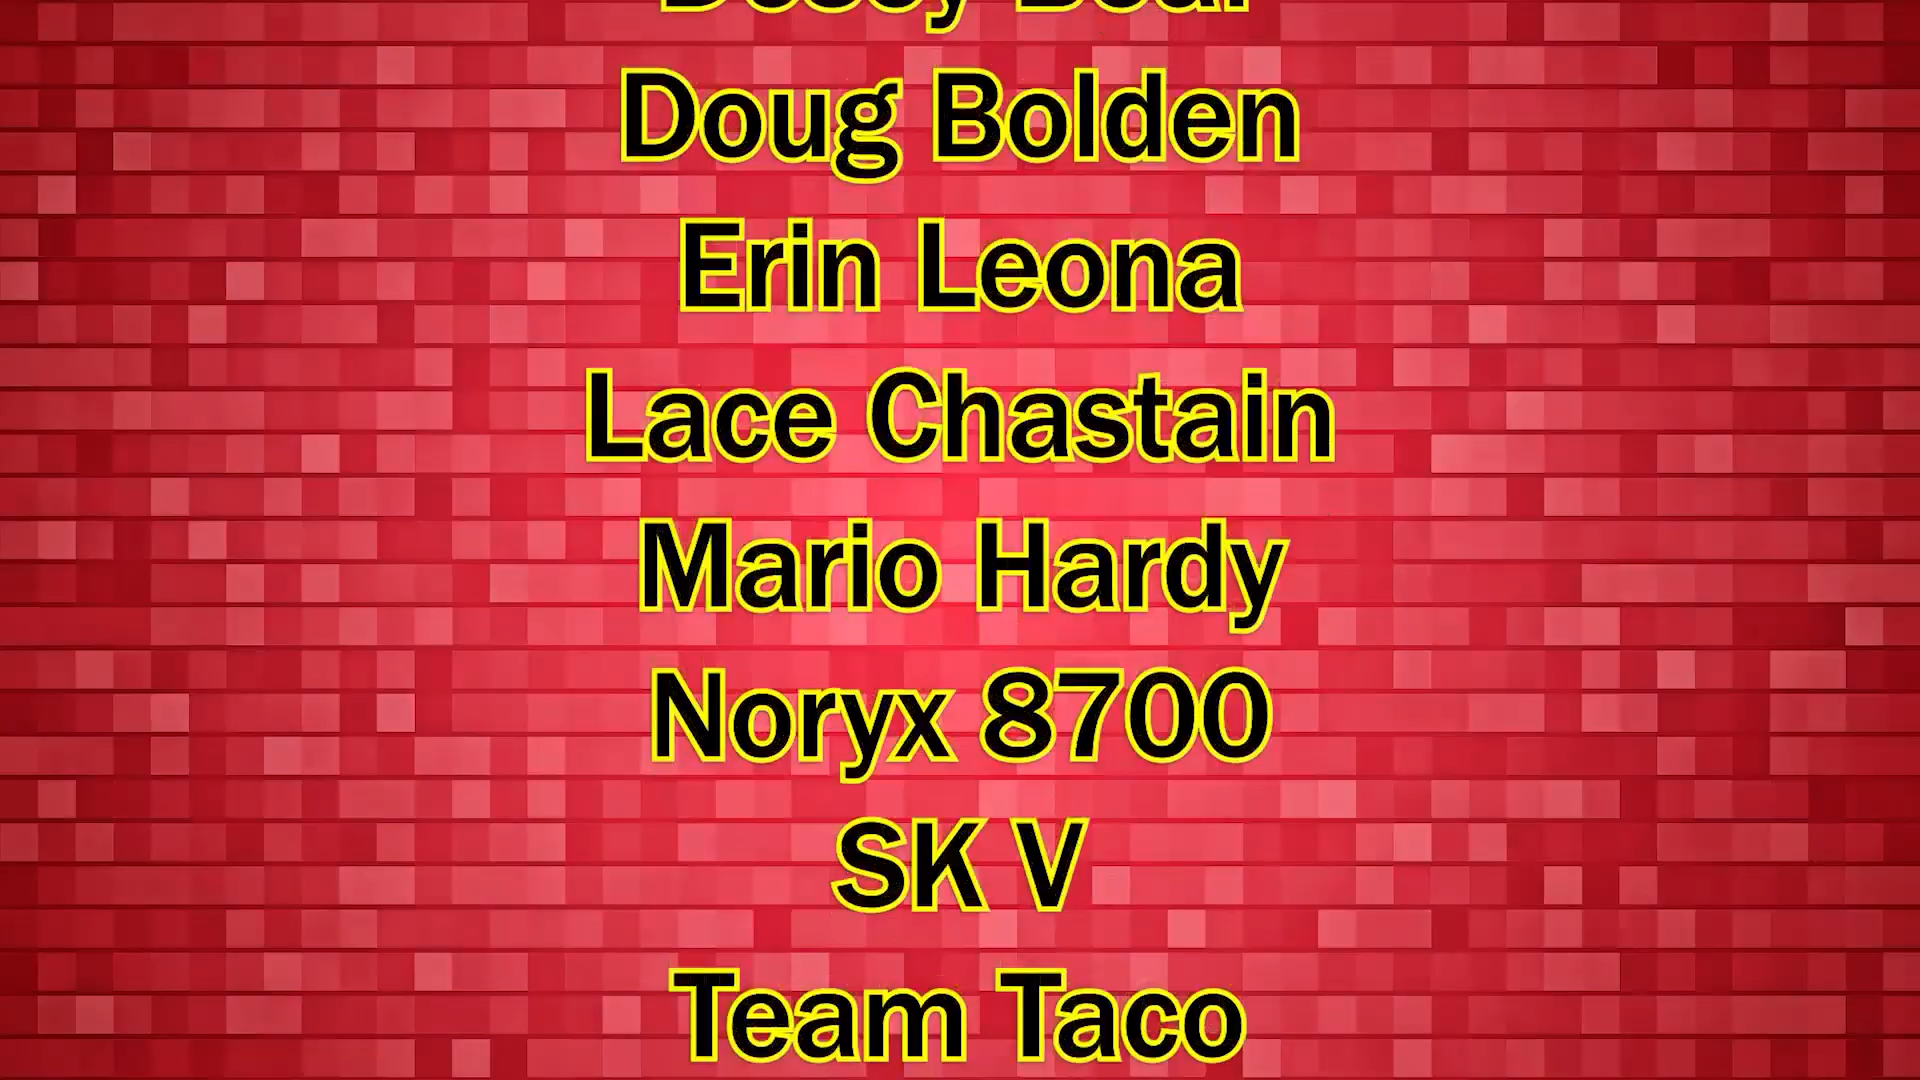 Doug Bolden
Erin Leona
Lace Chastain
Mario Hardy
Noryx 8700
SK V
Team Taco